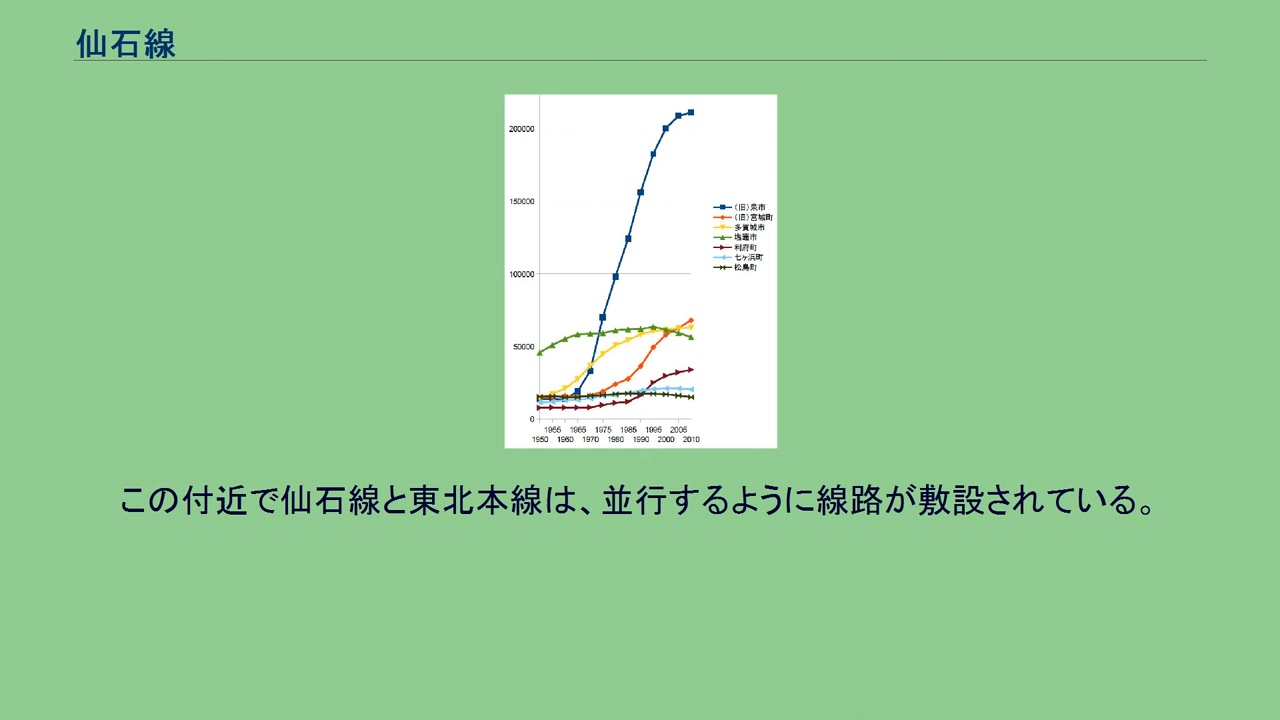 仙石線
200000
150000
100000
50000
0
1955 1965 1975 1985 1995 2005
1950 1960 1970 1980 1990 2000 2010
(旧)泉市
(旧)宮城町
多賀城市
塩竈市
利府町
七ヶ浜町
松島町
この付近で仙石線と東北本線は、並行するように線路が敷設されている。